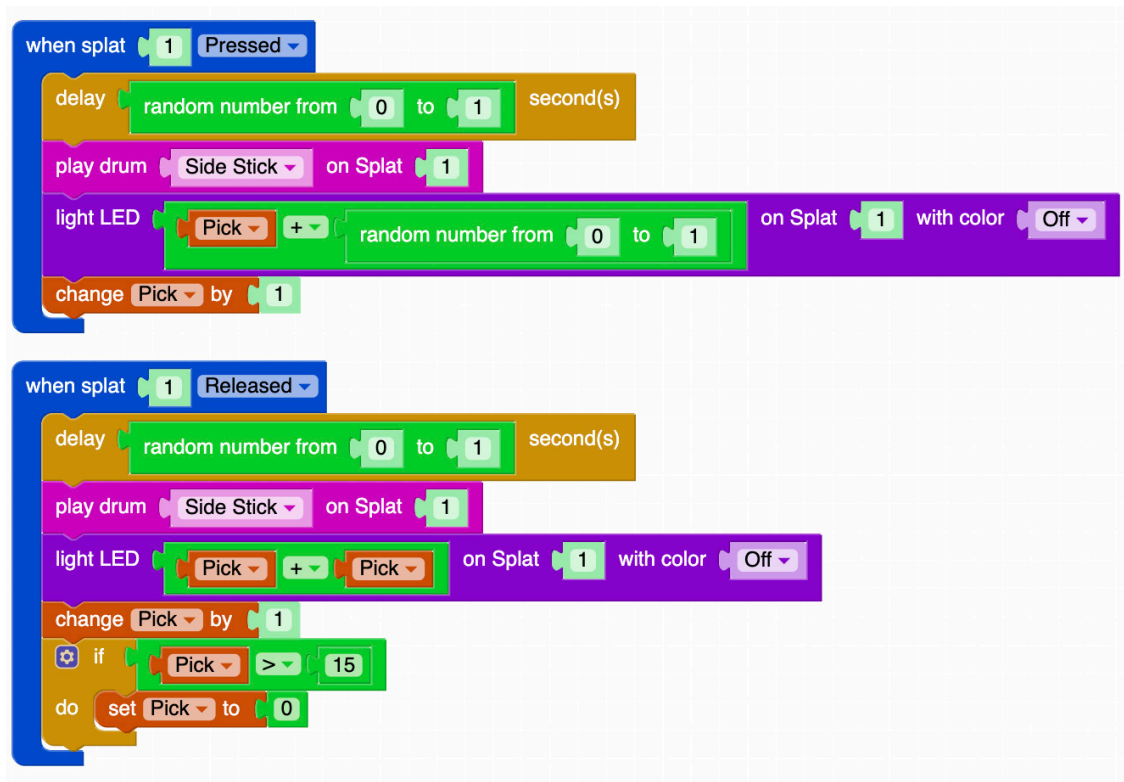 when splat 1 Pressed
delay random number from 0 to 1 second(s)
play drum Side Stick on Splat 1
light LED Pick + random number from 0 to 1 on Splat 1 with color Off
change Pick by 1
when splat 1 Released
delay random number from 0 to 1 second(s)
play drum Side Stick on Splat 1
light LED Pick + Pick on Splat 1 with color Off
change Pick by 1
if Pick > 15
do set Pick to 0